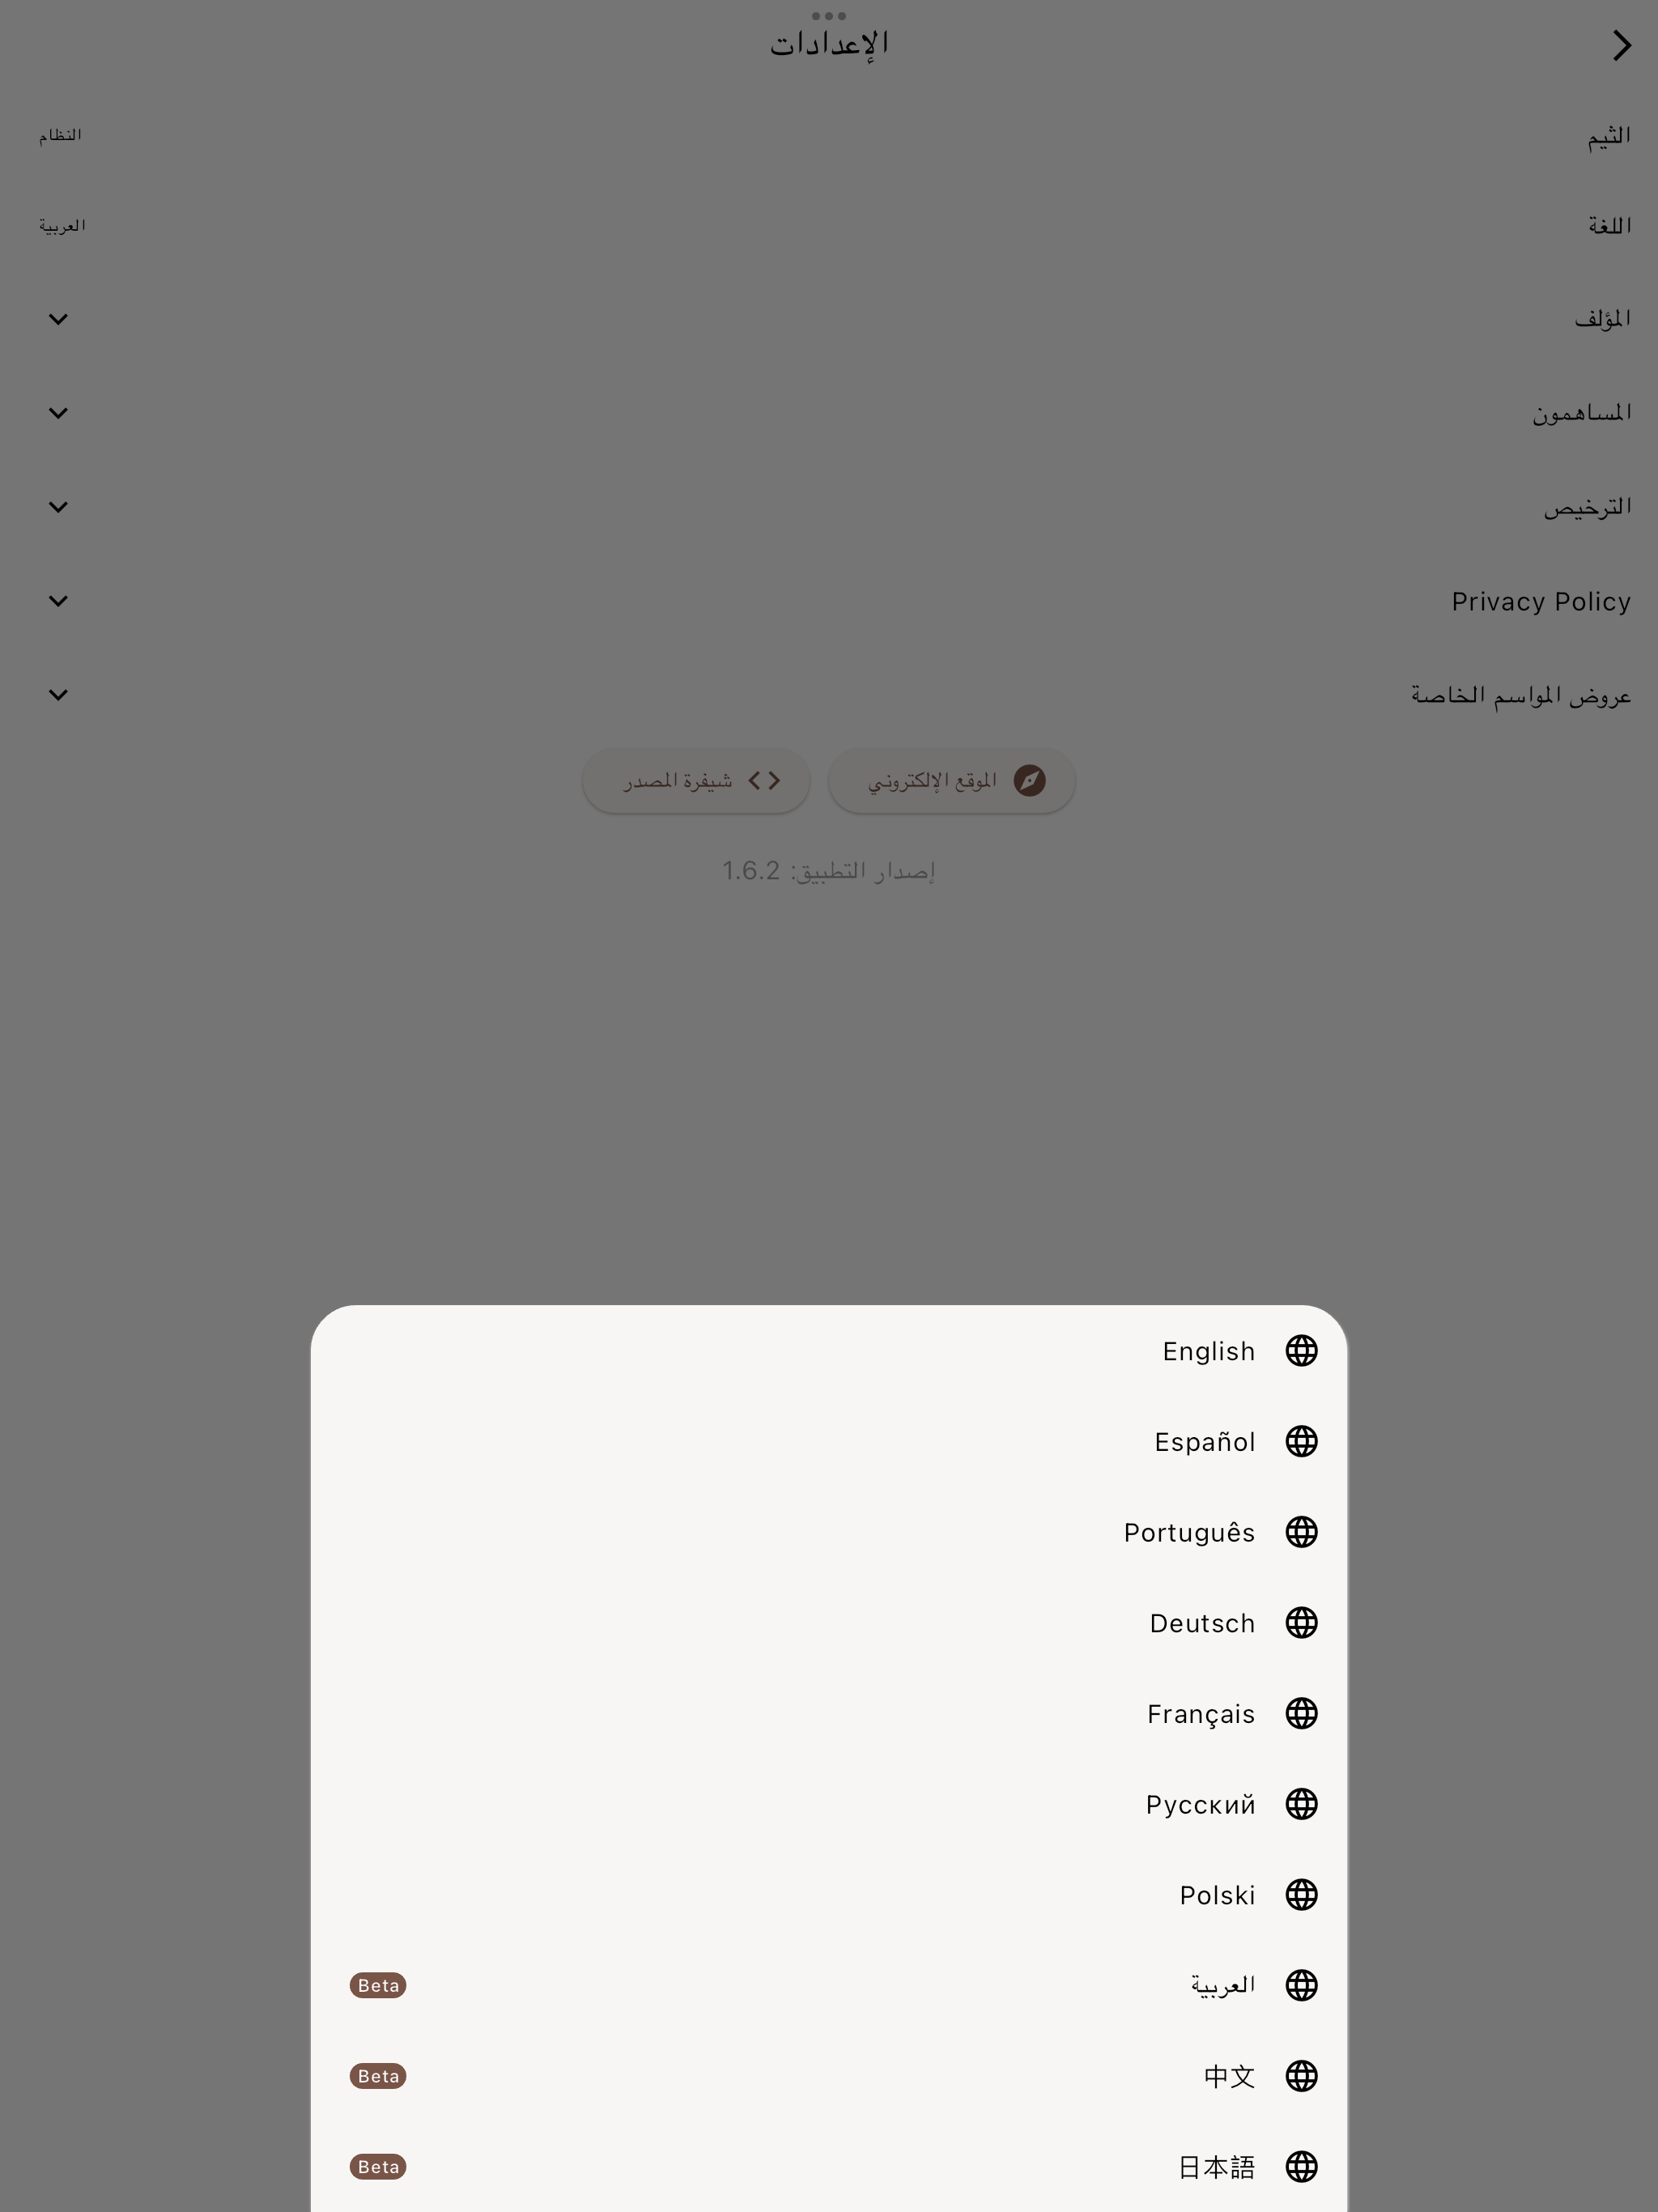 الإعدادات
الثيم
النظام
اللغة
العربية
المؤلف
المساهمون
الترخيص
Privacy Policy
عروض المواسم الخاصة
الموقع الإلكتروني
شيفرة المصدر
إصدار التطبيق: 1.6.2
English
Español
Português
Deutsch
Français
Русский
Polski
العربية Beta
中文 Beta
日本語 Beta